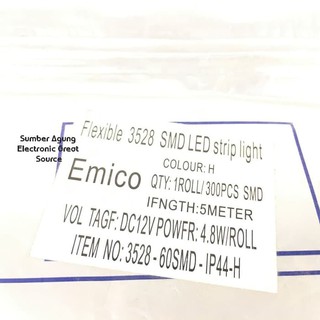 Sumber Agung
Electronic Great
Source
Flexible 3528 SMD LED strip light
Emico
COLOUR: H
QTY: 1ROLL/ 300PCS SMD
IFNGTH: 5METER
VOL TAGF: DC12V POWFR: 4.8W/ROLL
ITEM NO: 3528 - 60SMD - IP44-H